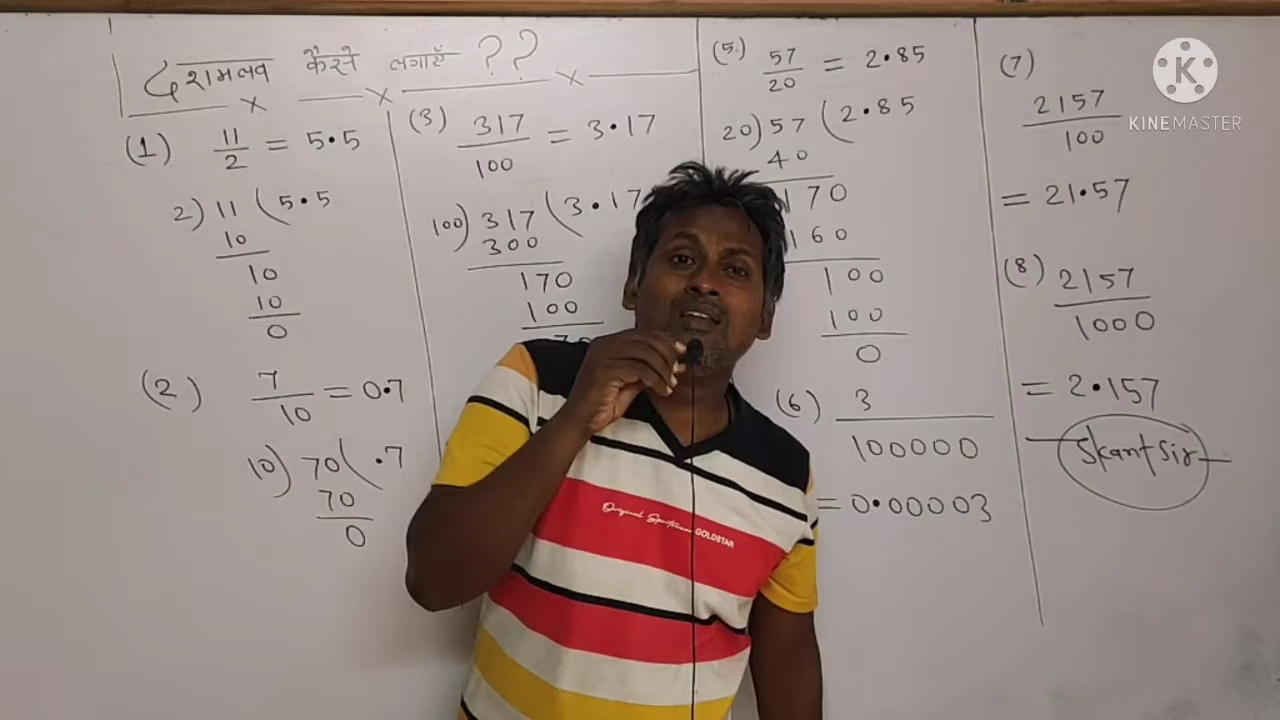 दशमलव कैसे लगाएँ ??
(1) 11/2 = 5.5
2) 11 ( 5.5
10
10
10
0
(2) 7/10 = 0.7
10) 70 ( .7
70
0
(3) 317/100 = 3.17
100) 317 ( 3.17
300
170
100
(5) 57/20 = 2.85
20) 57 ( 2.85
40
170
160
100
100
0
(6) 3/100000
= 0.00003
(7) 2157/100
= 21.57
(8) 2157/1000
= 2.157
Skant Sir
Original Sportswear GOLDSTAR
K
KINEMASTER